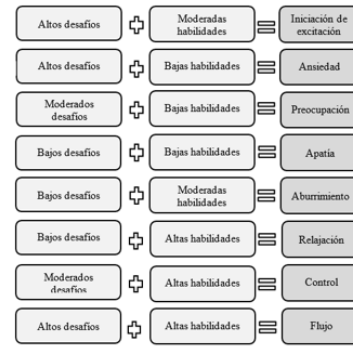 Altos desafíos Moderadas habilidades Iniciación de excitación
Altos desafíos Bajas habilidades Ansiedad
Moderados desafíos Bajas habilidades Preocupación
Bajos desafíos Bajas habilidades Apatía
Bajos desafíos Moderadas habilidades Aburrimiento
Bajos desafíos Altas habilidades Relajación
Moderados desafíos Altas habilidades Control
Altos desafíos Altas habilidades Flujo